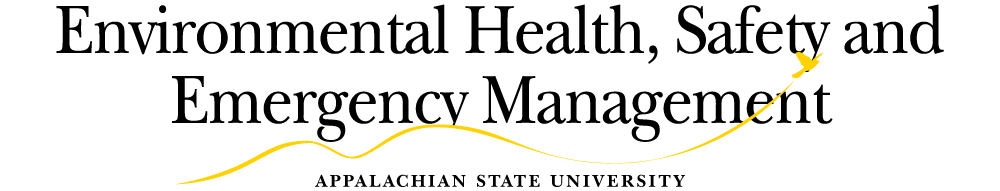 Environmental Health, Safety and
Emergency Management
APPALACHIAN STATE UNIVERSITY